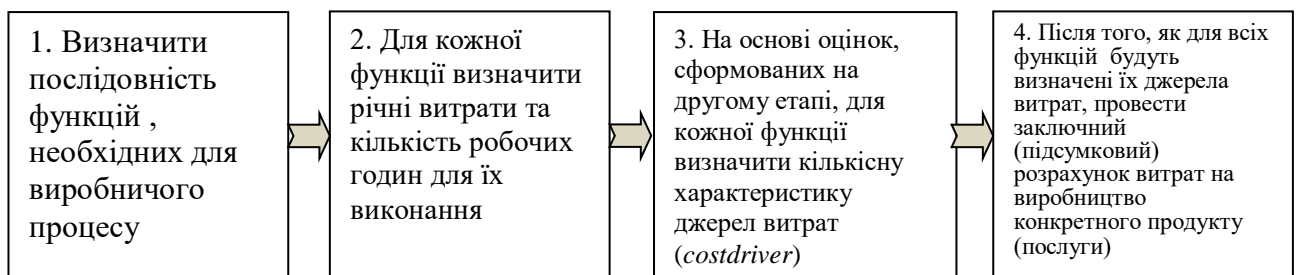 1. Визначити
послідовність
функцій ,
необхідних для
виробничого
процесу
2. Для кожної
функції визначити
річні витрати та
кількість робочих
годин для їх
виконання
3. На основі оцінок,
сформованих на
другому етапі, для
кожної функції
визначити кількісну
характеристику
джерел витрат
(costdriver)
4. Після того, як для всіх
функцій будуть
визначені їх джерела
витрат, провести
заключний
(підсумковий)
розрахунок витрат на
виробництво
конкретного продукту
(послуги)